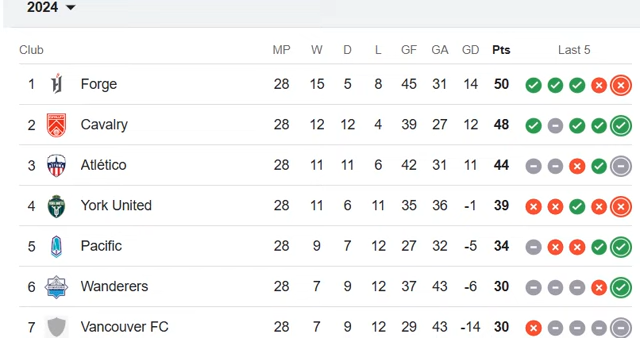 2024
Club MP W D L GF GA GD Pts Last 5
1 Forge 28 15 5 8 45 31 14 50
2 Cavalry 28 12 12 4 39 27 12 48
3 Atlético 28 11 11 6 42 31 11 44
4 York United 28 11 6 11 35 36 -1 39
5 Pacific 28 9 7 12 27 32 -5 34
6 Wanderers 28 7 9 12 37 43 -6 30
7 Vancouver FC 28 7 9 12 29 43 -14 30